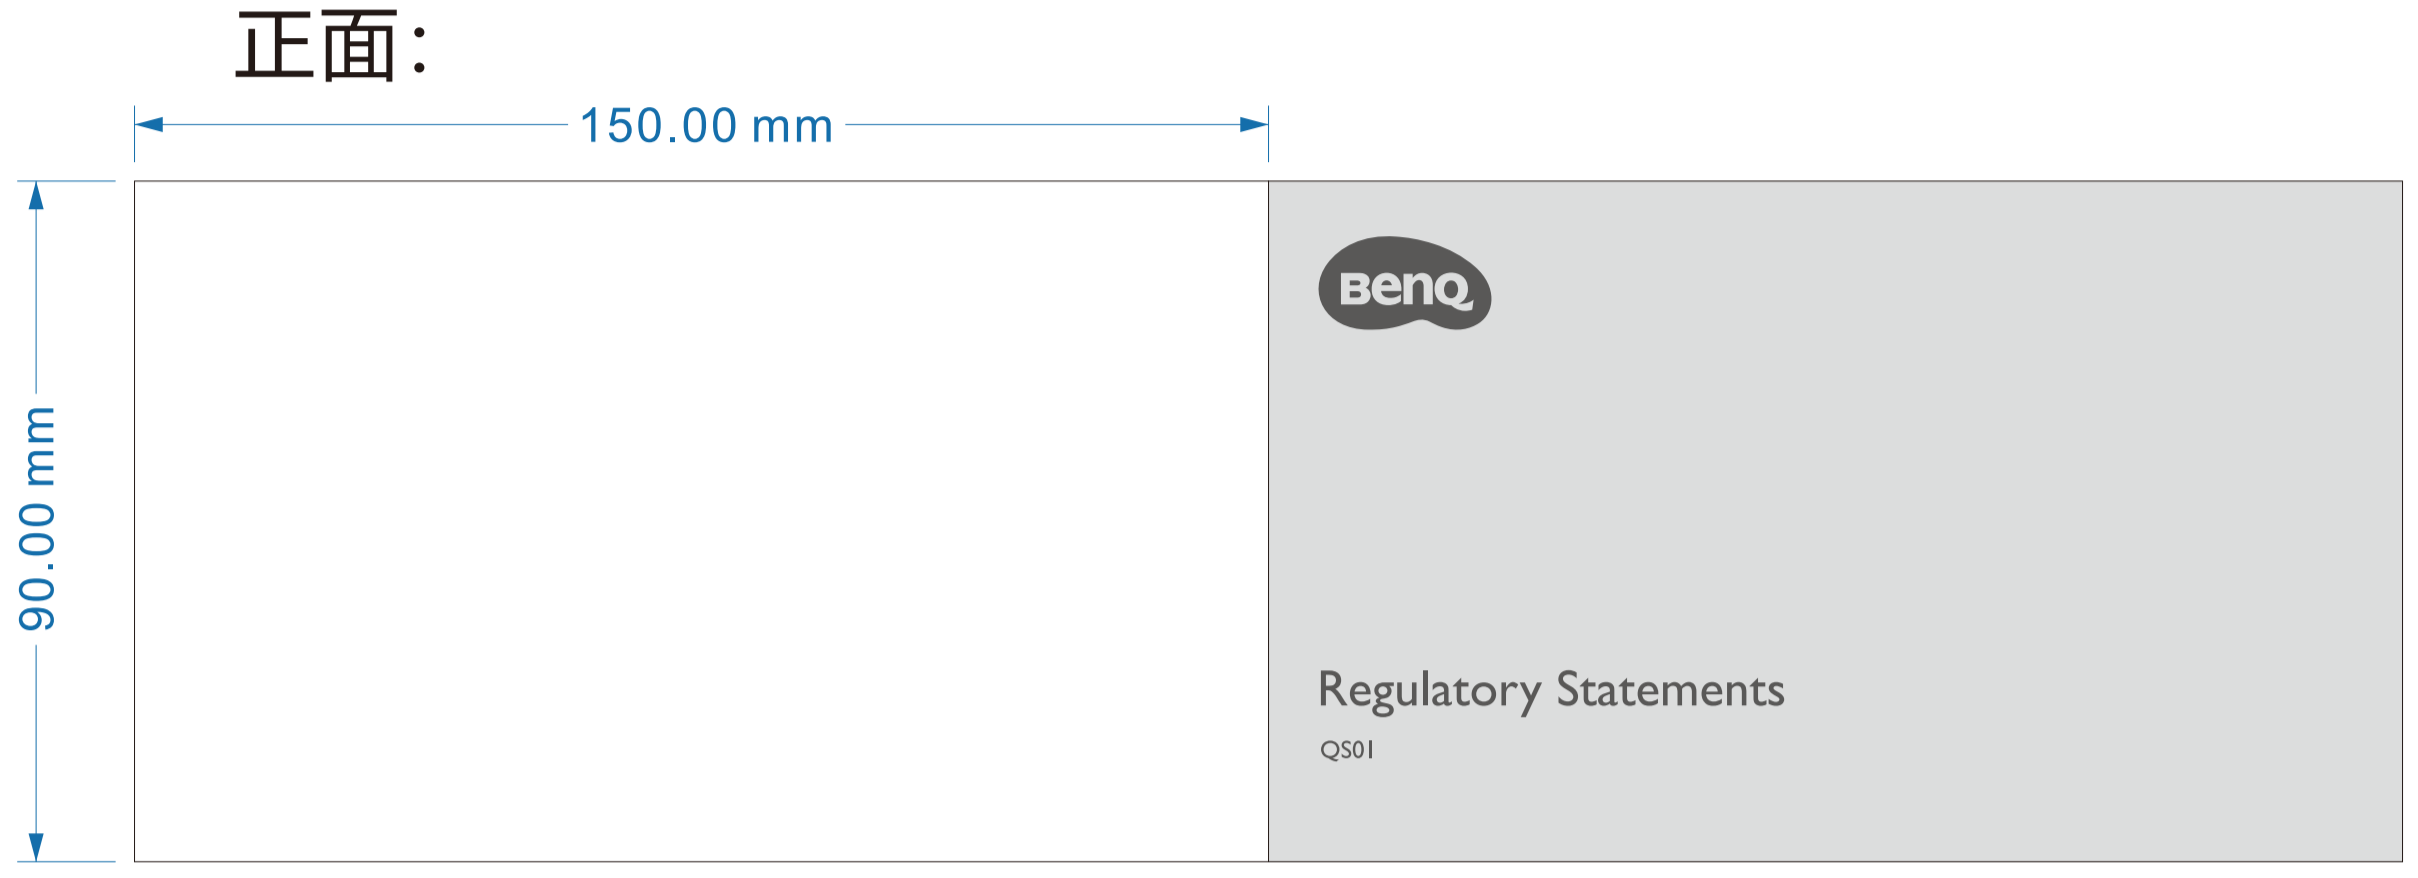 正面：
150.00 mm
90.00 mm
BenQ
Regulatory Statements
QS01